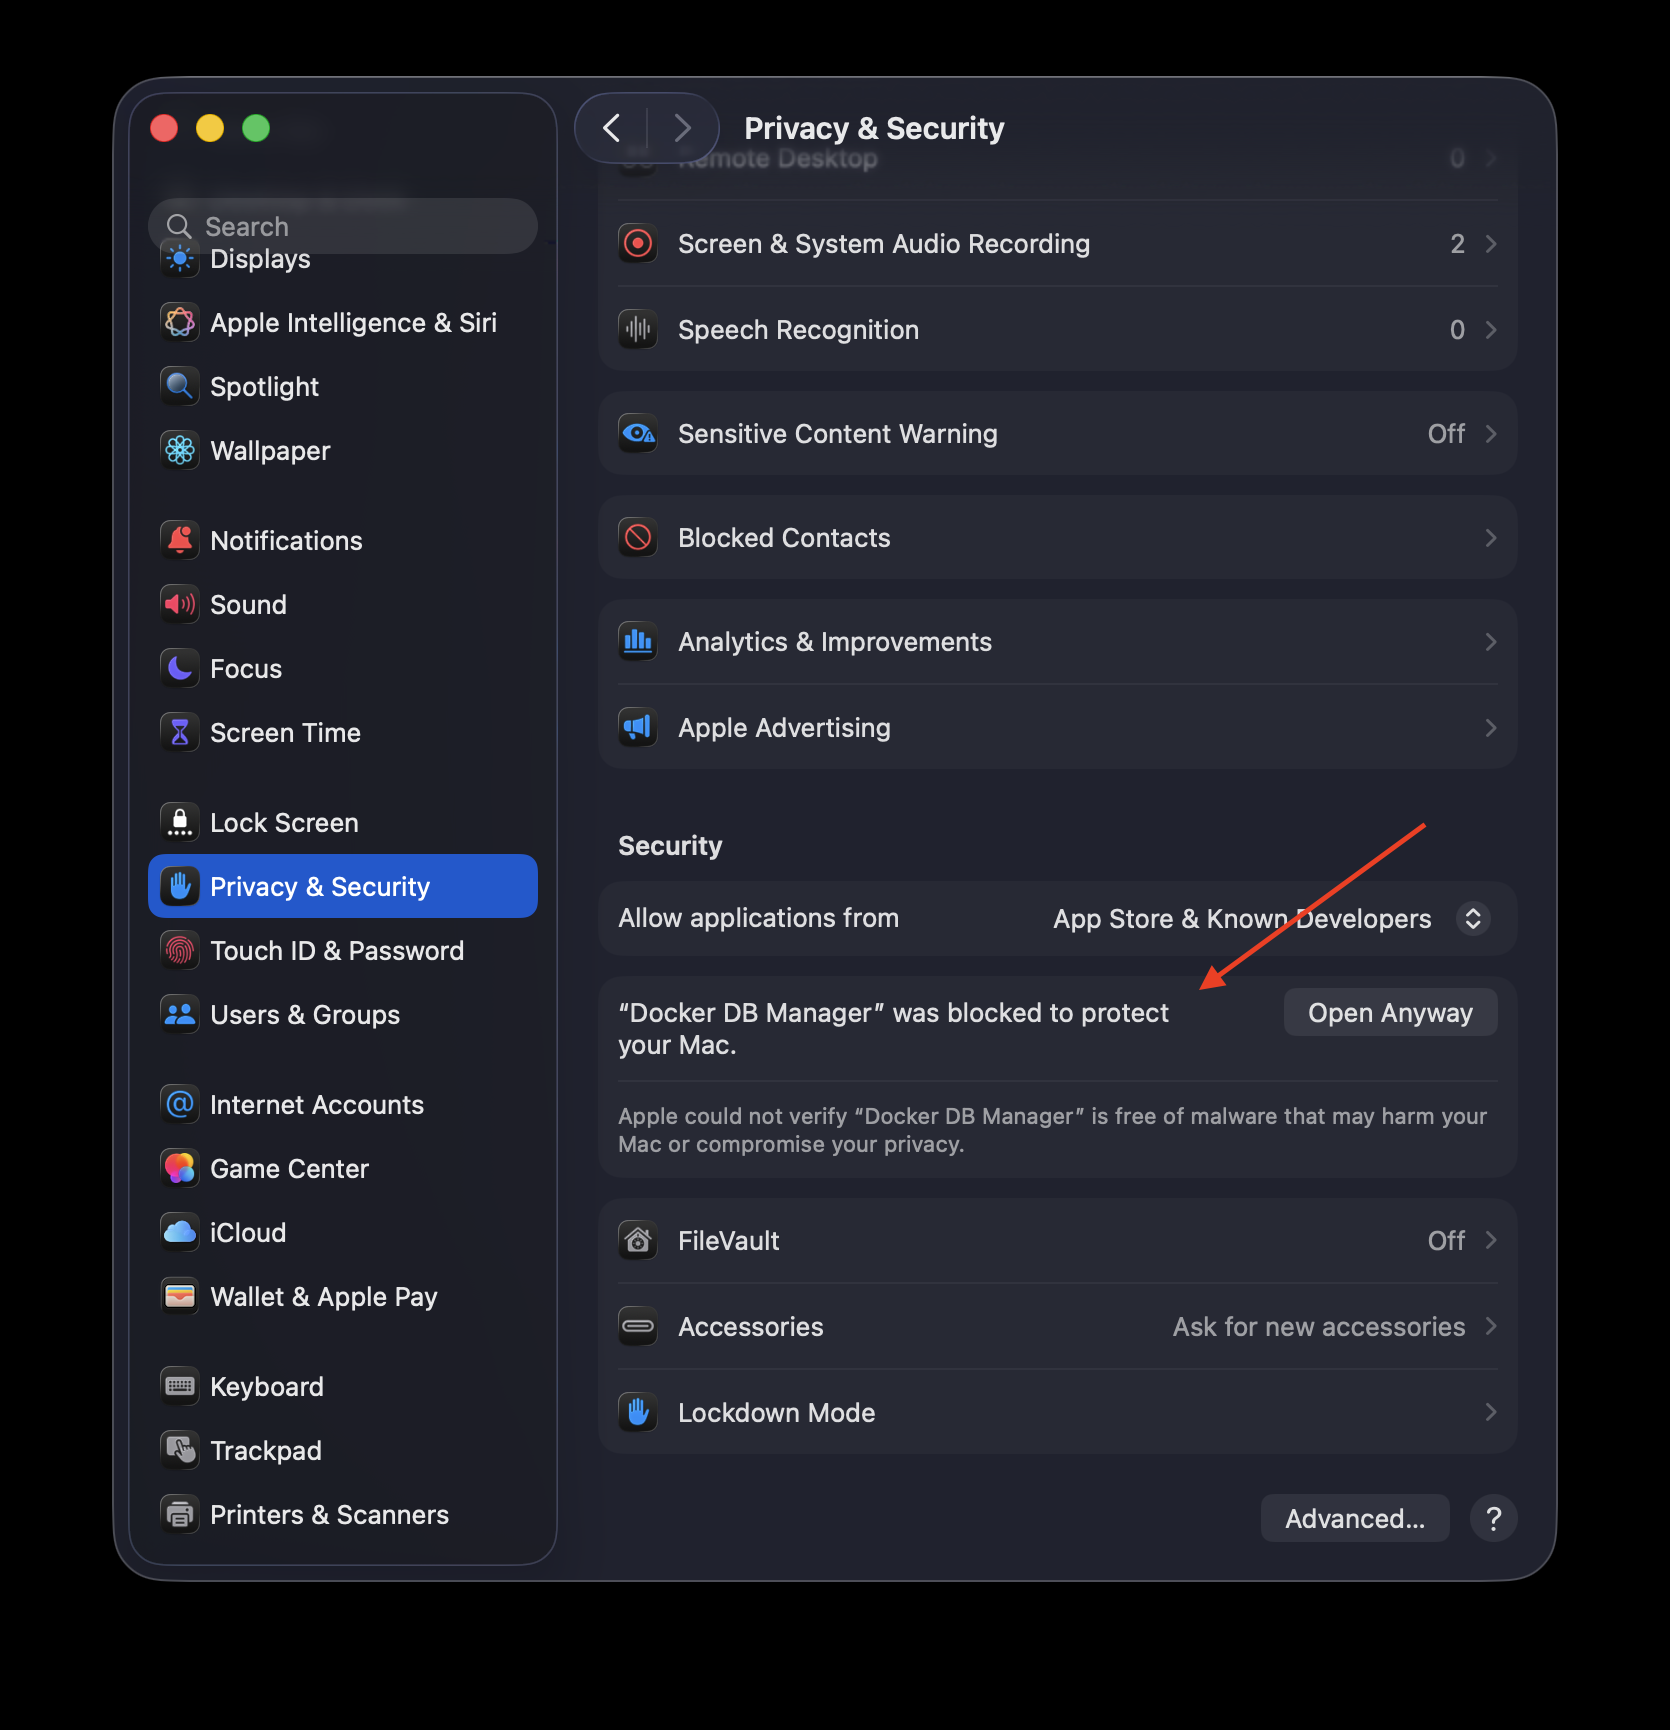 Search
Displays
Apple Intelligence & Siri
Spotlight
Wallpaper
Notifications
Sound
Focus
Screen Time
Lock Screen
Privacy & Security
Touch ID & Password
Users & Groups
Internet Accounts
Game Center
iCloud
Wallet & Apple Pay
Keyboard
Trackpad
Printers & Scanners
Privacy & Security
Remote Desktop 0
Screen & System Audio Recording 2
Speech Recognition 0
Sensitive Content Warning Off
Blocked Contacts
Analytics & Improvements
Apple Advertising
Security
Allow applications from App Store & Known Developers
“Docker DB Manager” was blocked to protect Open Anyway
your Mac.
Apple could not verify “Docker DB Manager” is free of malware that may harm your
Mac or compromise your privacy.
FileVault Off
Accessories Ask for new accessories
Lockdown Mode
Advanced... ?